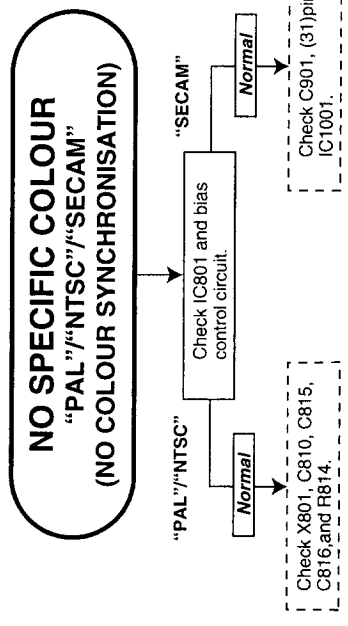 NO SPECIFIC COLOUR
"PAL"/"NTSC"/"SECAM"
(NO COLOUR SYNCHRONISATION)
Check IC801 and bias
control circuit.
"PAL"/"NTSC"
Normal
Check X801, C810, C815,
C816,and R814.
"SECAM"
Normal
Check C901, (31)pin
IC1001.